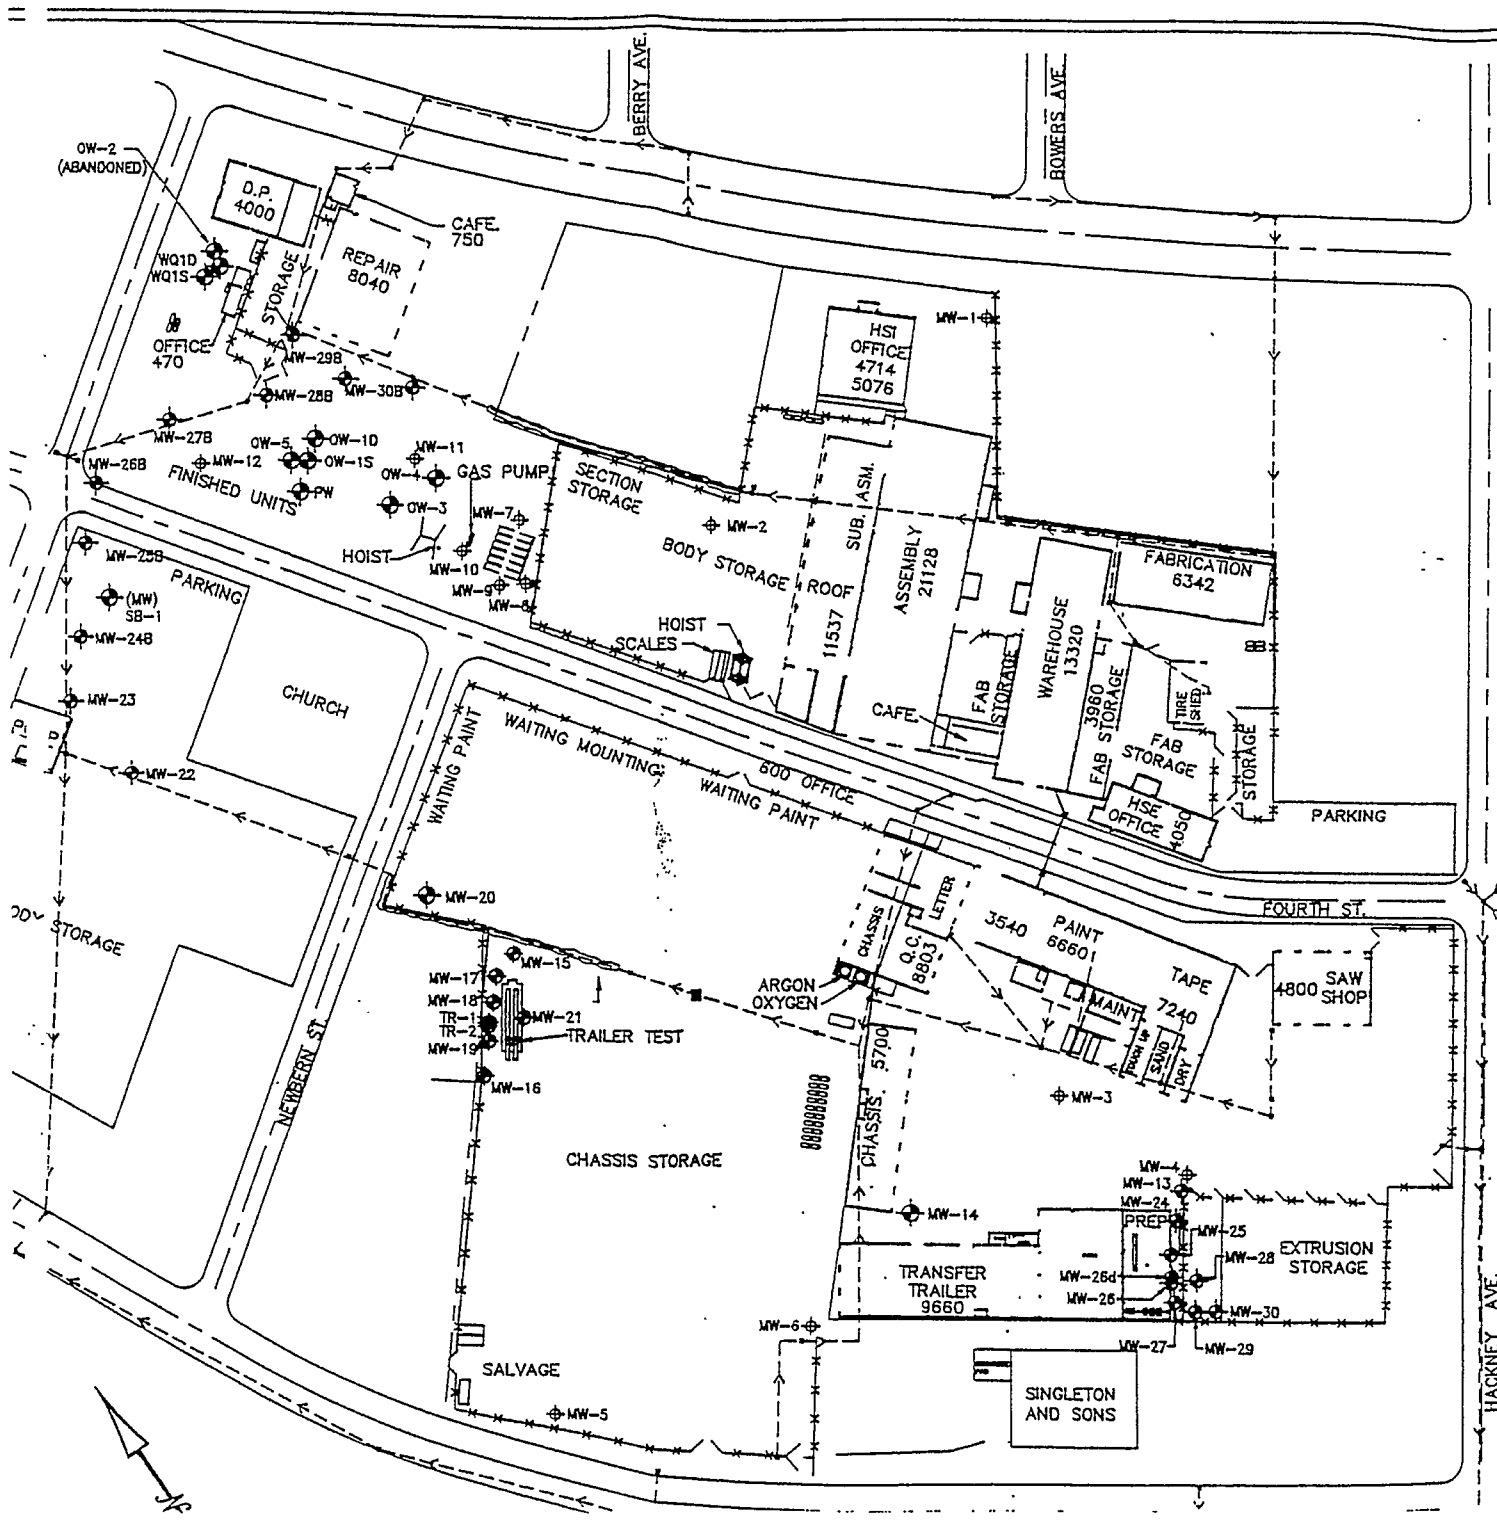 BERRY AVE.
BOWERS AVE.
OW-2
(ABANDONED)
D.P.
4000
CAFE.
750
WQ1D
WQ1S
STORAGE
REPAIR
8040
OFFICE
470
MW-29B
MW-28B
MW-30B
MW-27B
MW-26B
MW-12
OW-5
OW-1D
OW-1S
MW-11
OW-4
GAS PUMP
FINISHED UNITS
PW
OW-3
HOIST
MW-7
MW-10
MW-9
MW-8
SECTION
STORAGE
MW-2
BODY STORAGE
MW-1
HSI
OFFICE
4714
5076
SUB. ASM.
ROOF
11537
ASSEMBLY
21128
HOIST
SCALES
FAB
STORAGE
CAFE.
WAREHOUSE
13320
FABRICATION
6342
3960
FAB STORAGE
TIRE
SHED
FAB
STORAGE
STORAGE
HSE
OFFICE
4050
PARKING
MW-25B
PARKING
(MW)
SB-1
MW-24B
MW-23
CHURCH
MW-22
WAITING PAINT
WAITING MOUNTING
WAITING PAINT
600 OFFICE
FOURTH ST.
MW-20
MW-15
MW-17
MW-18
TR-1
TR-2
MW-19
MW-21
TRAILER TEST
MW-16
NEWBERN ST.
CHASSIS
LETTER
Q.C.
8803
ARGON
OXYGEN
3540
PAINT
6660
TAPE
7240
MAINT
TOUCH UP
SAND
DRY
4800
SAW
SHOP
CHASSIS
5700
MW-3
CHASSIS STORAGE
MW-14
MW-4
MW-13
MW-24
PREP
MW-25
MW-28
MW-26d
MW-26
MW-30
MW-27
MW-29
EXTRUSION
STORAGE
TRANSFER
TRAILER
9660
MW-6
SALVAGE
MW-5
SINGLETON
AND SONS
HACKNEY AVE.
STORAGE
N